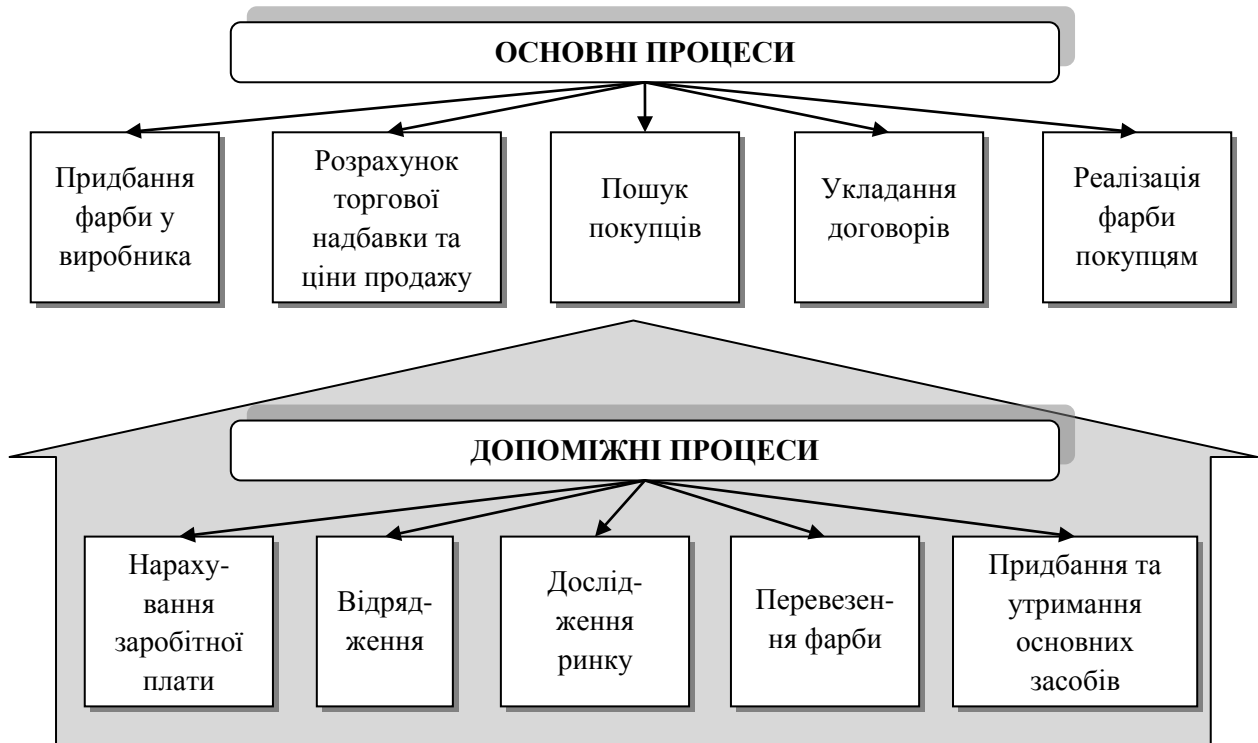 ОСНОВНІ ПРОЦЕСИ
Придбання
фарби у
виробника
Розрахунок
торгової
надбавки та
ціни продажу
Пошук
покупців
Укладання
договорів
Реалізація
фарби
покупцям
ДОПОМІЖНІ ПРОЦЕСИ
Нараху-
вання
заробітної
плати
Відряд-
ження
Дослід-
ження
ринку
Перевезен-
ня фарби
Придбання та
утримання
основних
засобів